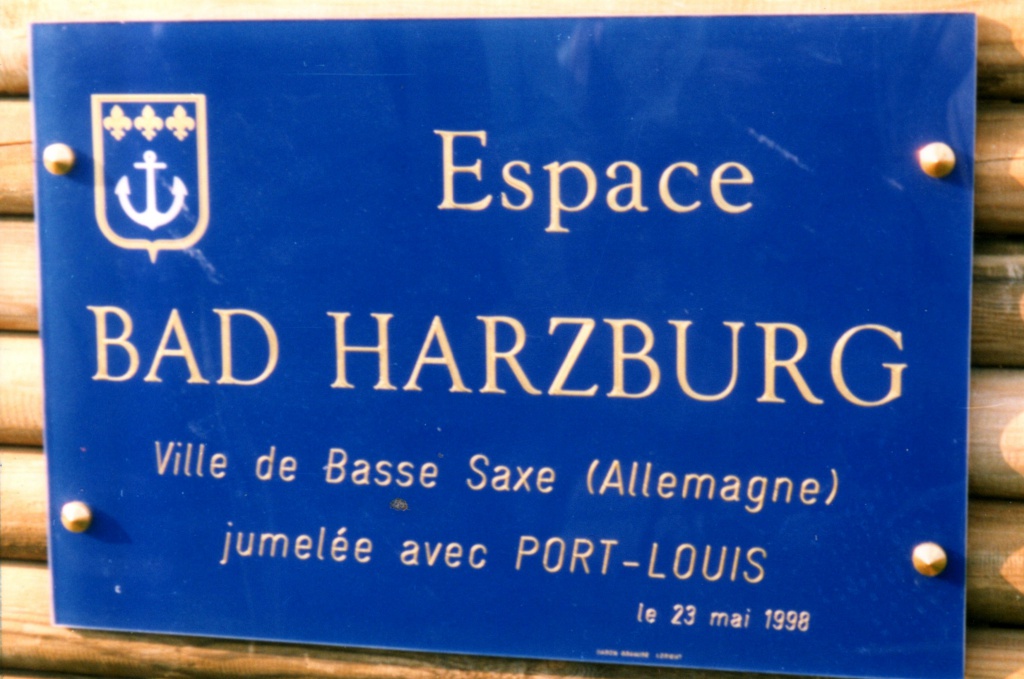 Espace
BAD HARZBURG
Ville de Basse Saxe (Allemagne)
jumelée avec PORT-LOUIS
le 23 mai 1998